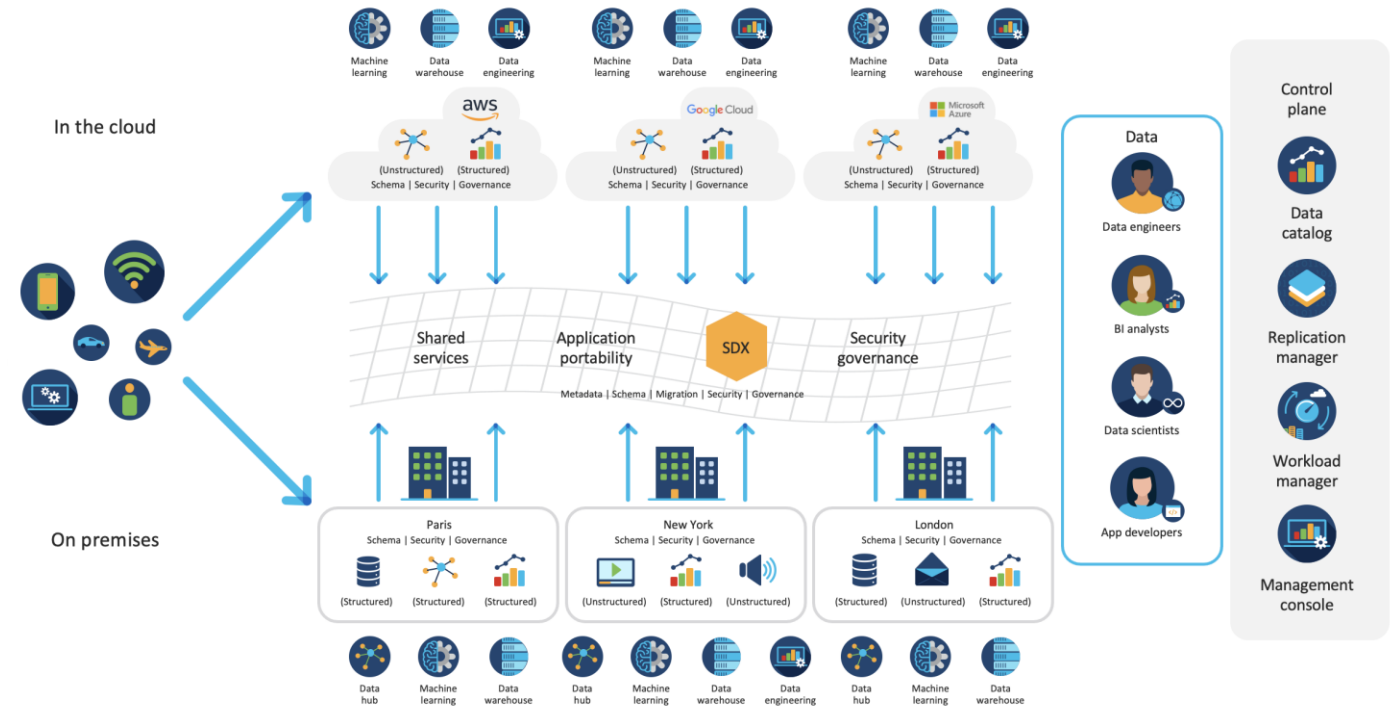 Machine
learning
Data
warehouse
Data
engineering
Machine
learning
Data
warehouse
Data
engineering
Machine
learning
Data
warehouse
Data
engineering
In the cloud
aws
(Unstructured) (Structured)
Schema | Security | Governance
Google Cloud
(Unstructured) (Structured)
Schema | Security | Governance
Microsoft
Azure
(Unstructured) (Structured)
Schema | Security | Governance
Shared
services
Application
portability
SDX
Security
governance
Metadata | Schema | Migration | Security | Governance
On premises
Paris
Schema | Security | Governance
(Structured) (Structured) (Structured)
New York
Schema | Security | Governance
(Unstructured) (Structured) (Unstructured)
London
Schema | Security | Governance
(Structured) (Unstructured) (Structured)
Data
hub
Machine
learning
Data
warehouse
Data
hub
Machine
learning
Data
warehouse
Data
engineering
Data
hub
Machine
learning
Data
warehouse
Data
Data engineers
BI analysts
Data scientists
App developers
</>
Control
plane
Data
catalog
Replication
manager
Workload
manager
Management
console